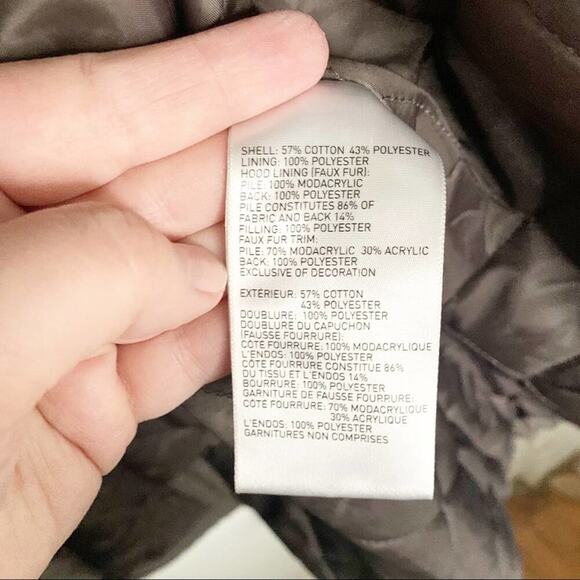 SHELL: 57% COTTON 43% POLYESTER
LINING: 100% POLYESTER
HOOD LINING (FAUX FUR):
PILE: 100% MODACRYLIC
BACK: 100% POLYESTER
PILE CONSTITUTES 86% OF
FABRIC AND BACK 14%
FILLING: 100% POLYESTER
FAUX FUR TRIM:
PILE: 70% MODACRYLIC 30% ACRYLIC
BACK: 100% POLYESTER
EXCLUSIVE OF DECORATION
EXTÉRIEUR: 57% COTTON
43% POLYESTER
DOUBLURE: 100% POLYESTER
DOUBLURE DU CAPUCHON
(FAUSSE FOURRURE):
CÔTÉ FOURRURE: 100% MODACRYLIQUE
L'ENDOS: 100% POLYESTER
CÔTÉ FOURRURE CONSTITUE 86%
DU TISSU ET L'ENDOS 14%
BOURRURE: 100% POLYESTER
GARNITURE DE FAUSSE FOURRURE:
CÔTÉ FOURRURE: 70% MODACRYLIQUE
30% ACRYLIQUE
L'ENDOS: 100% POLYESTER
GARNITURES NON COMPRISES